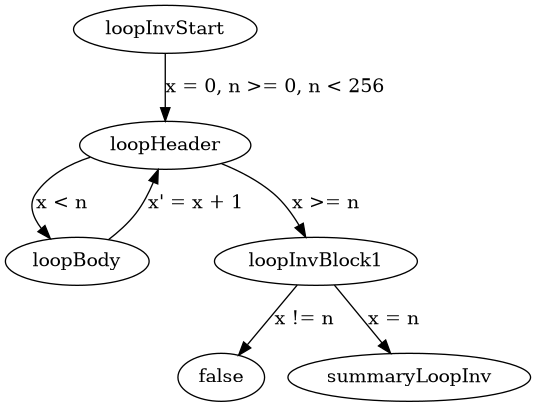 loopInvStart
x = 0, n >= 0, n < 256
loopHeader
x < n
x' = x + 1
x >= n
loopBody
loopInvBlock1
x != n
x = n
false
summaryLoopInv